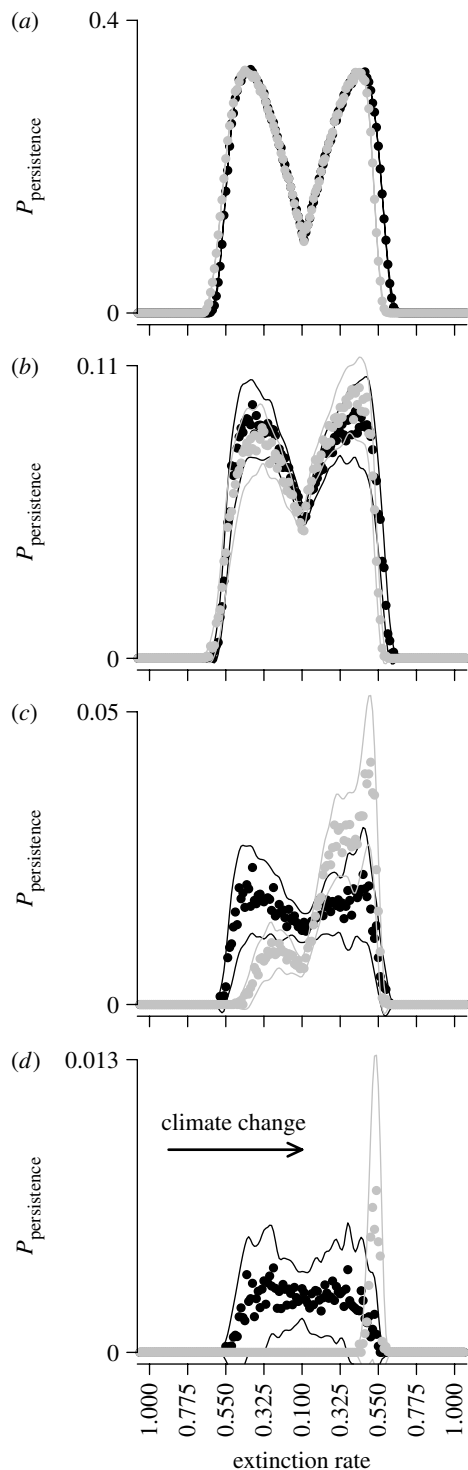 (a)
0.4
P persistence
0
(b)
0.11
P persistence
0
(c)
0.05
P persistence
0
(d)
0.013
climate change
P persistence
0
1.000 0.775 0.550 0.325 0.100 0.325 0.550 0.775 1.000
extinction rate